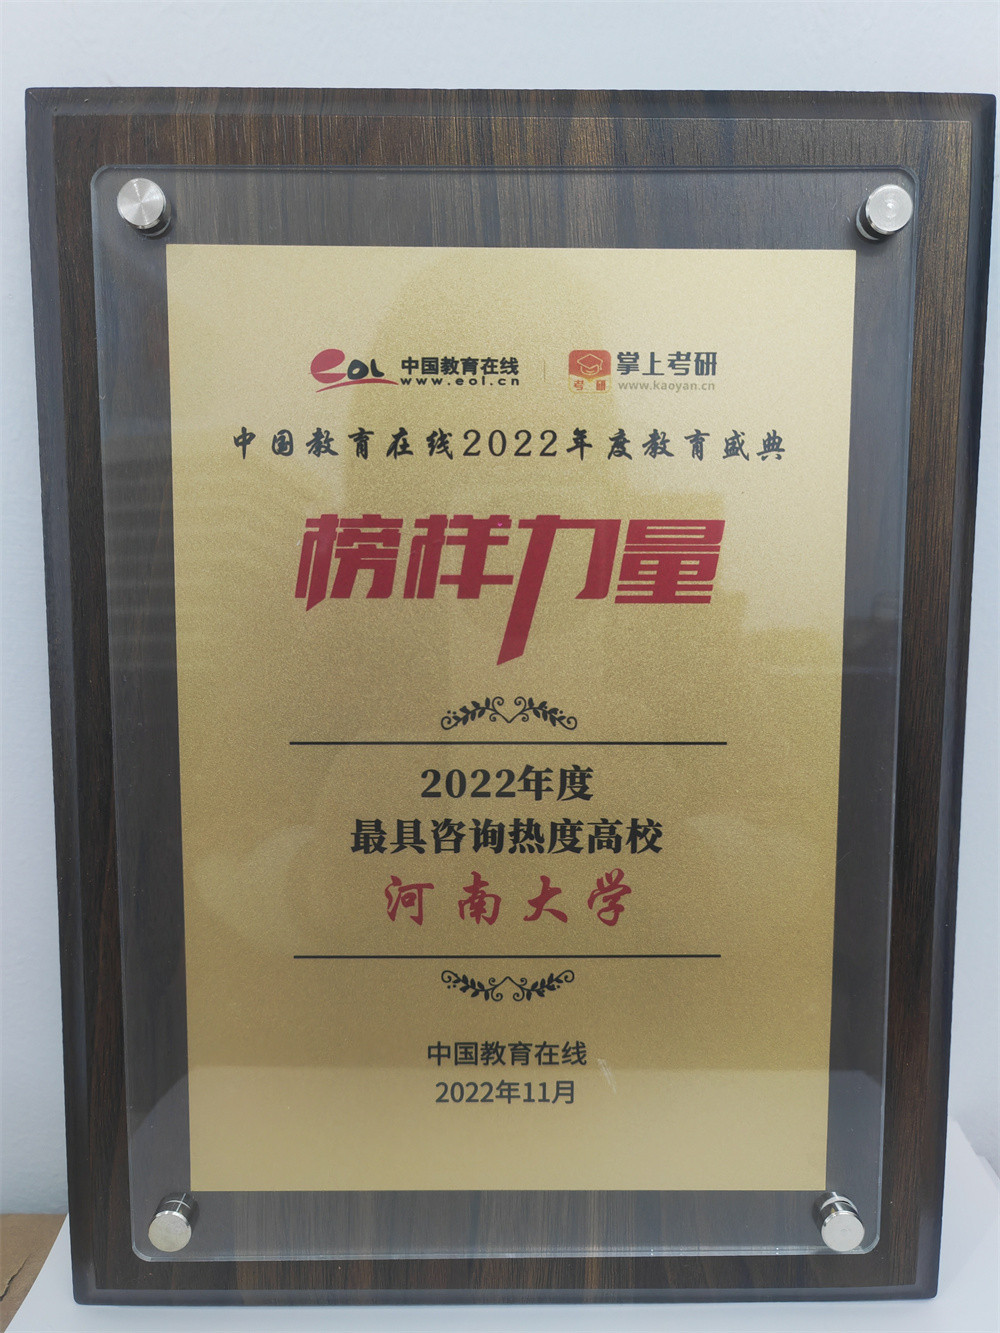 eoL 中国教育在线 掌上考研
www.eol.cn 考研 www.kaoyan.cn
中国教育在线2022年度教育盛典
榜样力量
2022年度
最具咨询热度高校
河南大学
中国教育在线
2022年11月